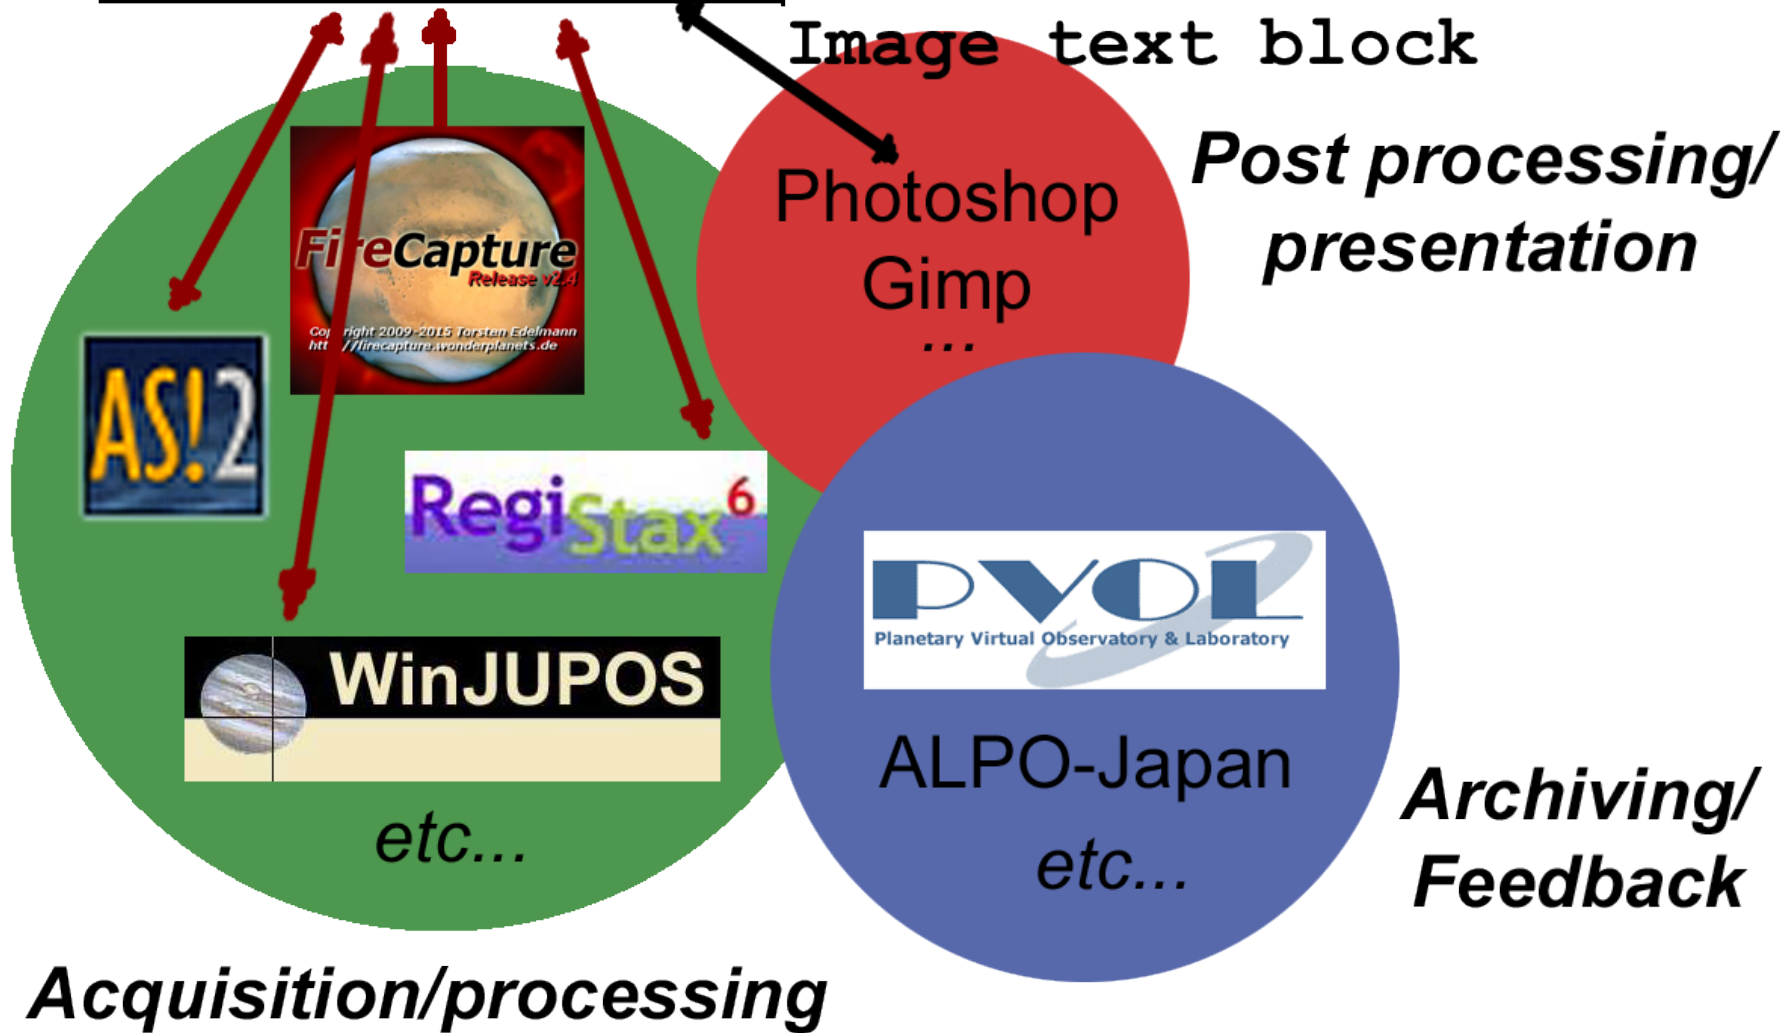 Image text block
Post processing/
presentation
Photoshop
Gimp
...
FireCapture
Release v2.4
Copyright 2009-2015 Torsten Edelmann
http://firecapture.wonderplanets.de
AS!2
RegiStax 6
WinJUPOS
etc...
PVOL
Planetary Virtual Observatory & Laboratory
ALPO-Japan
etc...
Archiving/
Feedback
Acquisition/processing